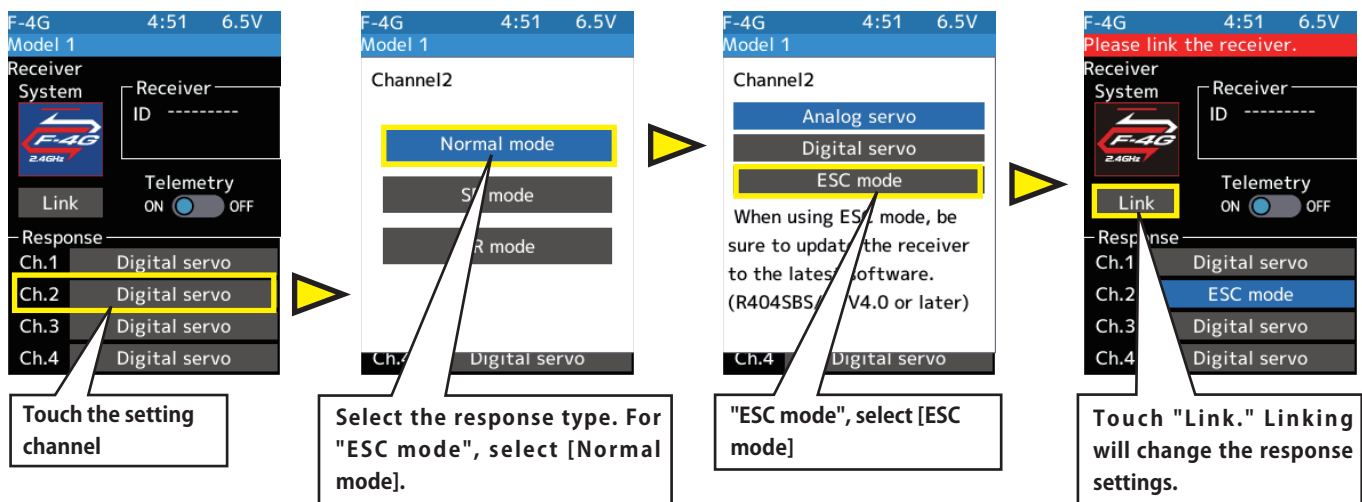 F-4G 4:51 6.5V
Model 1
Receiver
System
Receiver
ID ---------
F-4G
2.4GHz
Link
Telemetry
ON OFF
Response
Ch.1 Digital servo
Ch.2 Digital servo
Ch.3 Digital servo
Ch.4 Digital servo
Touch the setting
channel
F-4G 4:51 6.5V
Model 1
Channel2
Normal mode
mode
R mode
Ch.4 Digital servo
Select the response type. For
"ESC mode", select [Normal
mode].
F-4G 4:51 6.5V
Model 1
Channel2
Analog servo
Digital servo
ESC mode
When using ESC mode, be
sure to update the receiver
to the latest software.
(R404SBS/ V4.0 or later)
Ch.4 Digital servo
"ESC mode", select [ESC
mode]
F-4G 4:51 6.5V
Please link the receiver.
Receiver
System
Receiver
ID ---------
F-4G
2.4GHz
Link
Telemetry
ON OFF
Response
Ch.1 Digital servo
Ch.2 ESC mode
Ch.3 Digital servo
Ch.4 Digital servo
Touch "Link." Linking
will change the response
settings.